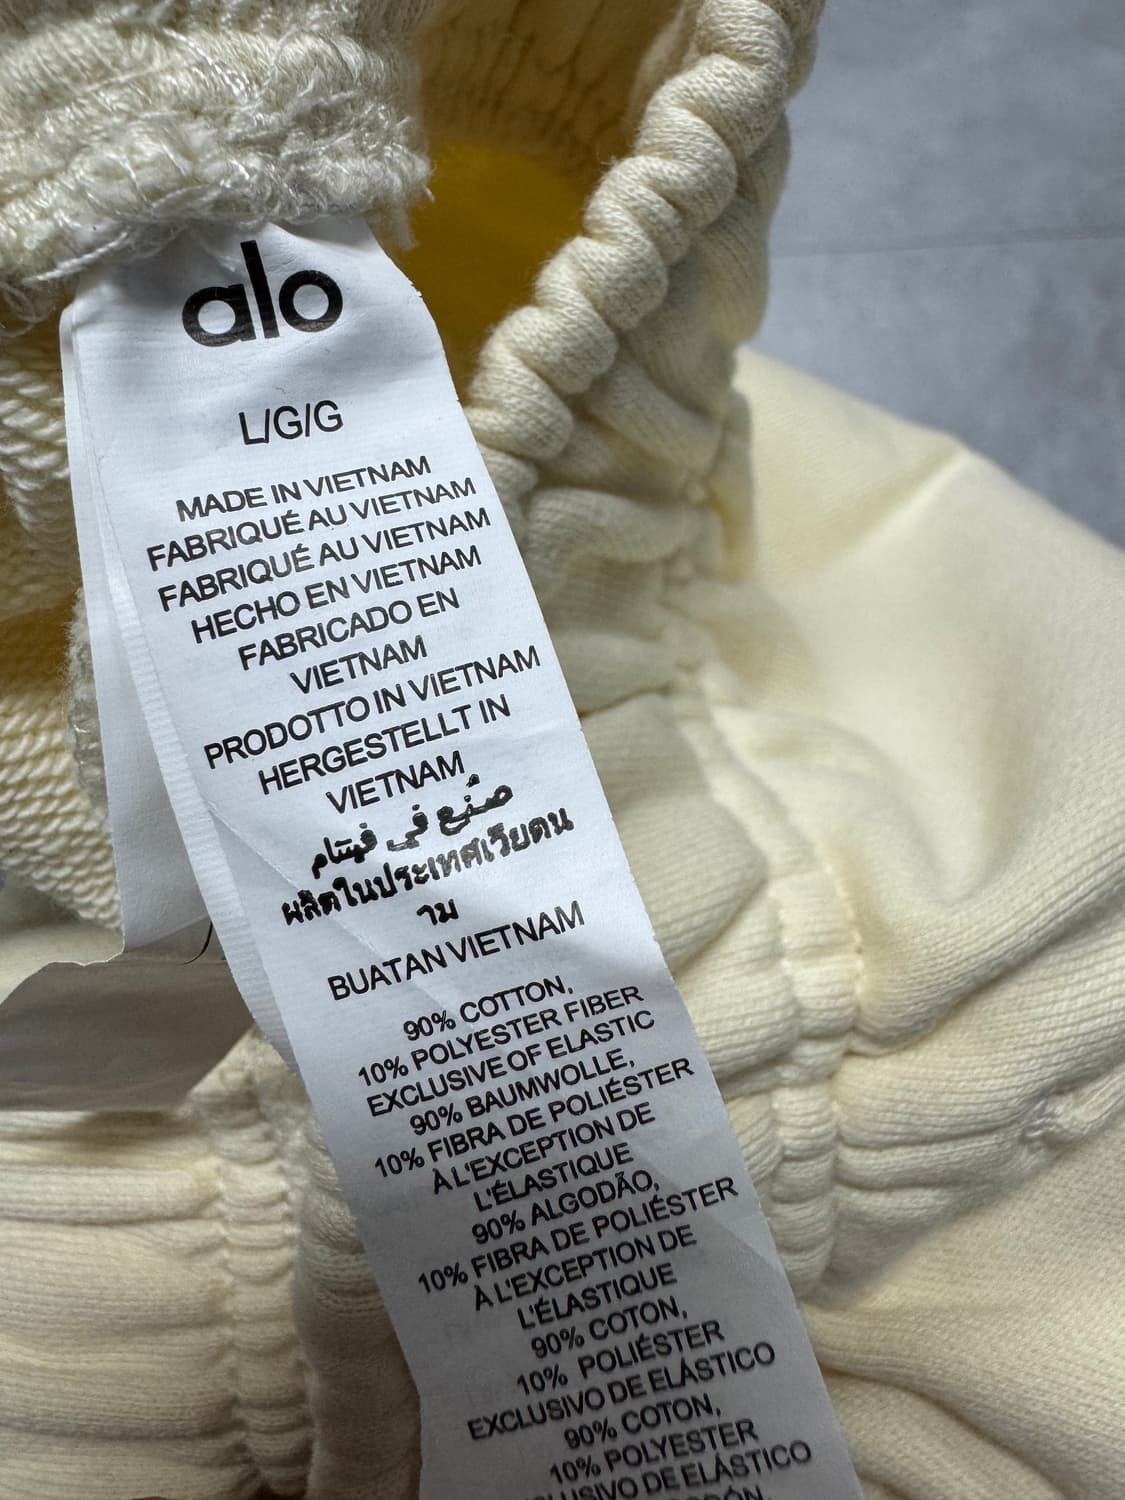 alo
L/G/G
MADE IN VIETNAM
FABRIQUÉ AU VIETNAM
FABRIQUÉ AU VIETNAM
HECHO EN VIETNAM
FABRICADO EN
VIETNAM
PRODOTTO IN VIETNAM
HERGESTELLT IN
VIETNAM
صُنع في فيتنام
ผลิตในประเทศเวียดน
าม
BUATAN VIETNAM
90% COTTON,
10% POLYESTER FIBER
EXCLUSIVE OF ELASTIC
90% BAUMWOLLE,
10% FIBRA DE POLIÉSTER
À L'EXCEPTION DE
L'ÉLASTIQUE
90% ALGODÃO,
10% FIBRA DE POLIÉSTER
À L'EXCEPTION DE
L'ÉLASTIQUE
90% COTON,
10% POLIÉSTER
EXCLUSIVO DE ELÁSTICO
90% COTON,
10% POLYESTER
DE ELÁSTICO